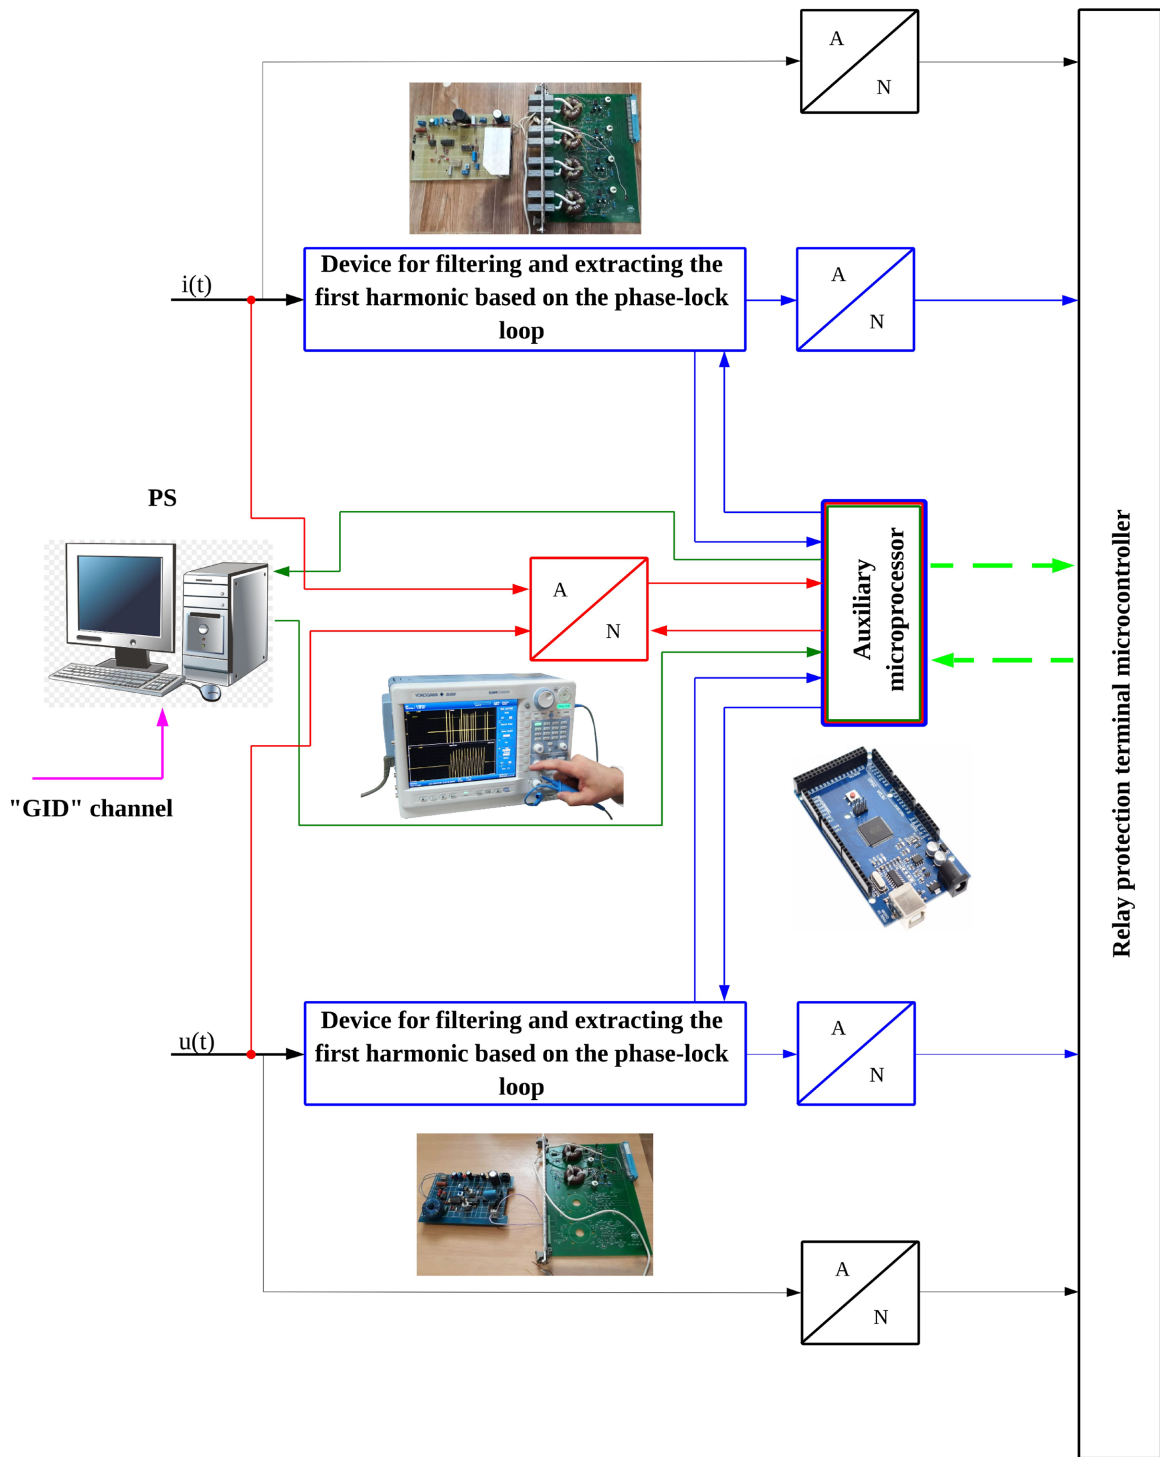 A
N
i(t)
Device for filtering and extracting the
first harmonic based on the phase-lock
loop
A
N
PS
A
N
Auxiliary
microprocessor
Relay protection terminal microcontroller
YOKOGAWA
"GID" channel
u(t)
Device for filtering and extracting the
first harmonic based on the phase-lock
loop
A
N
A
N